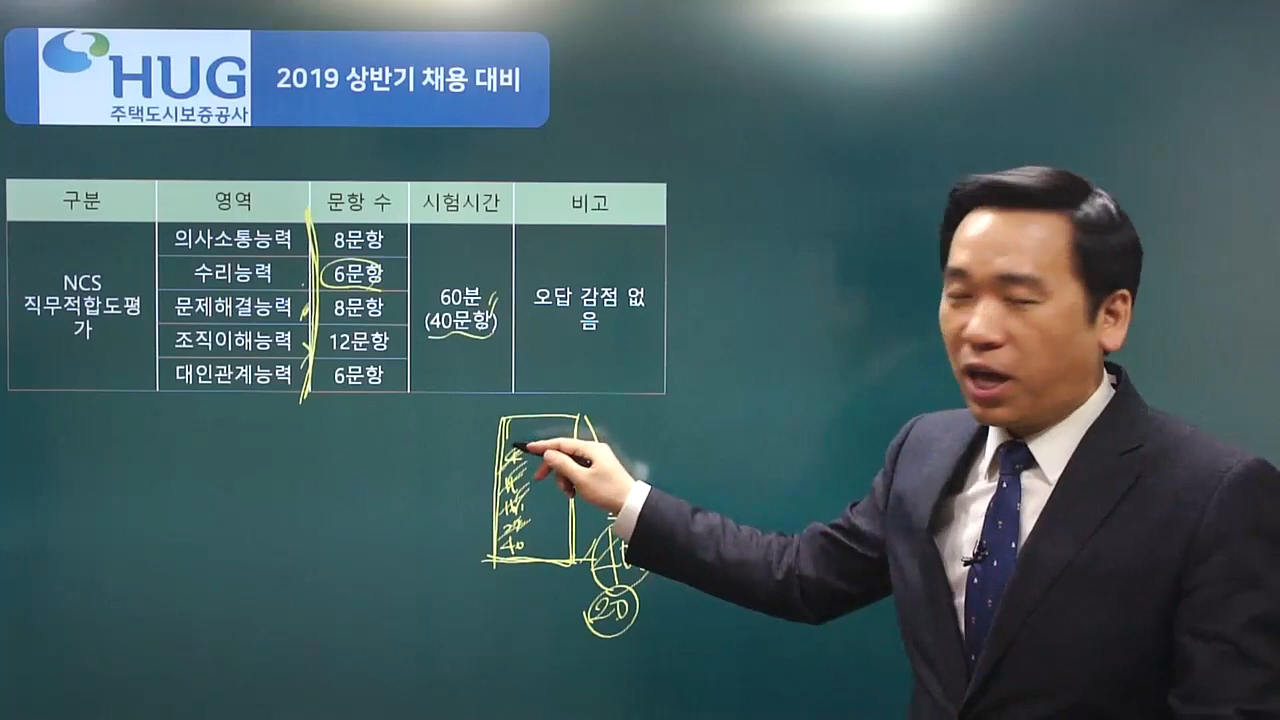 HUG
주택도시보증공사
2019 상반기 채용 대비
구분 영역 문항 수 시험시간 비고
NCS
직무적합도평
가
의사소통능력 8문항
수리능력 6문항
문제해결능력 8문항
조직이해능력 12문항
대인관계능력 6문항
60분
(40문항)
오답 감점 없
음
40
20